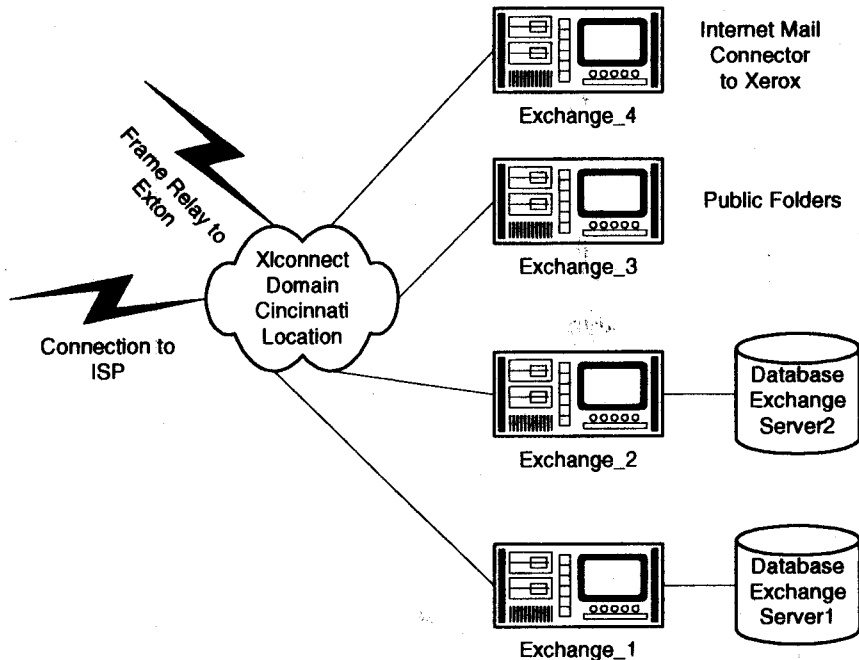 Internet Mail
Connector
to Xerox
Exchange_4
Frame Relay to
Exton
Public Folders
Exchange_3
Xlconnect
Domain
Cincinnati
Location
Connection to
ISP
Database
Exchange
Server2
Exchange_2
Database
Exchange
Server1
Exchange_1